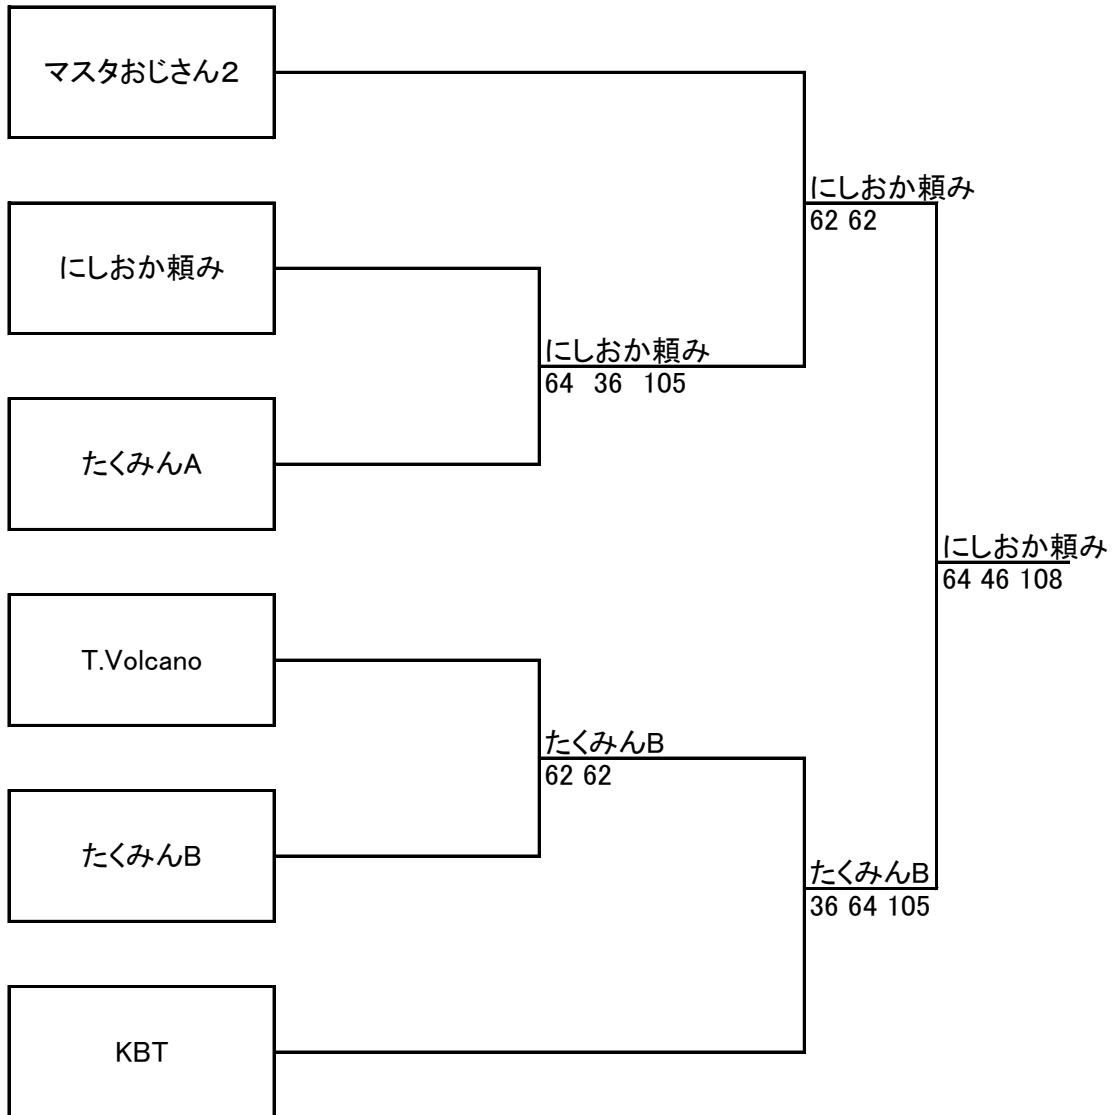 マスタおじさん２
にしおか頼み
62 62
にしおか頼み
にしおか頼み
64 36 105
たくみんA
にしおか頼み
64 46 108
T.Volcano
たくみんB
62 62
たくみんB
たくみんB
36 64 105
KBT